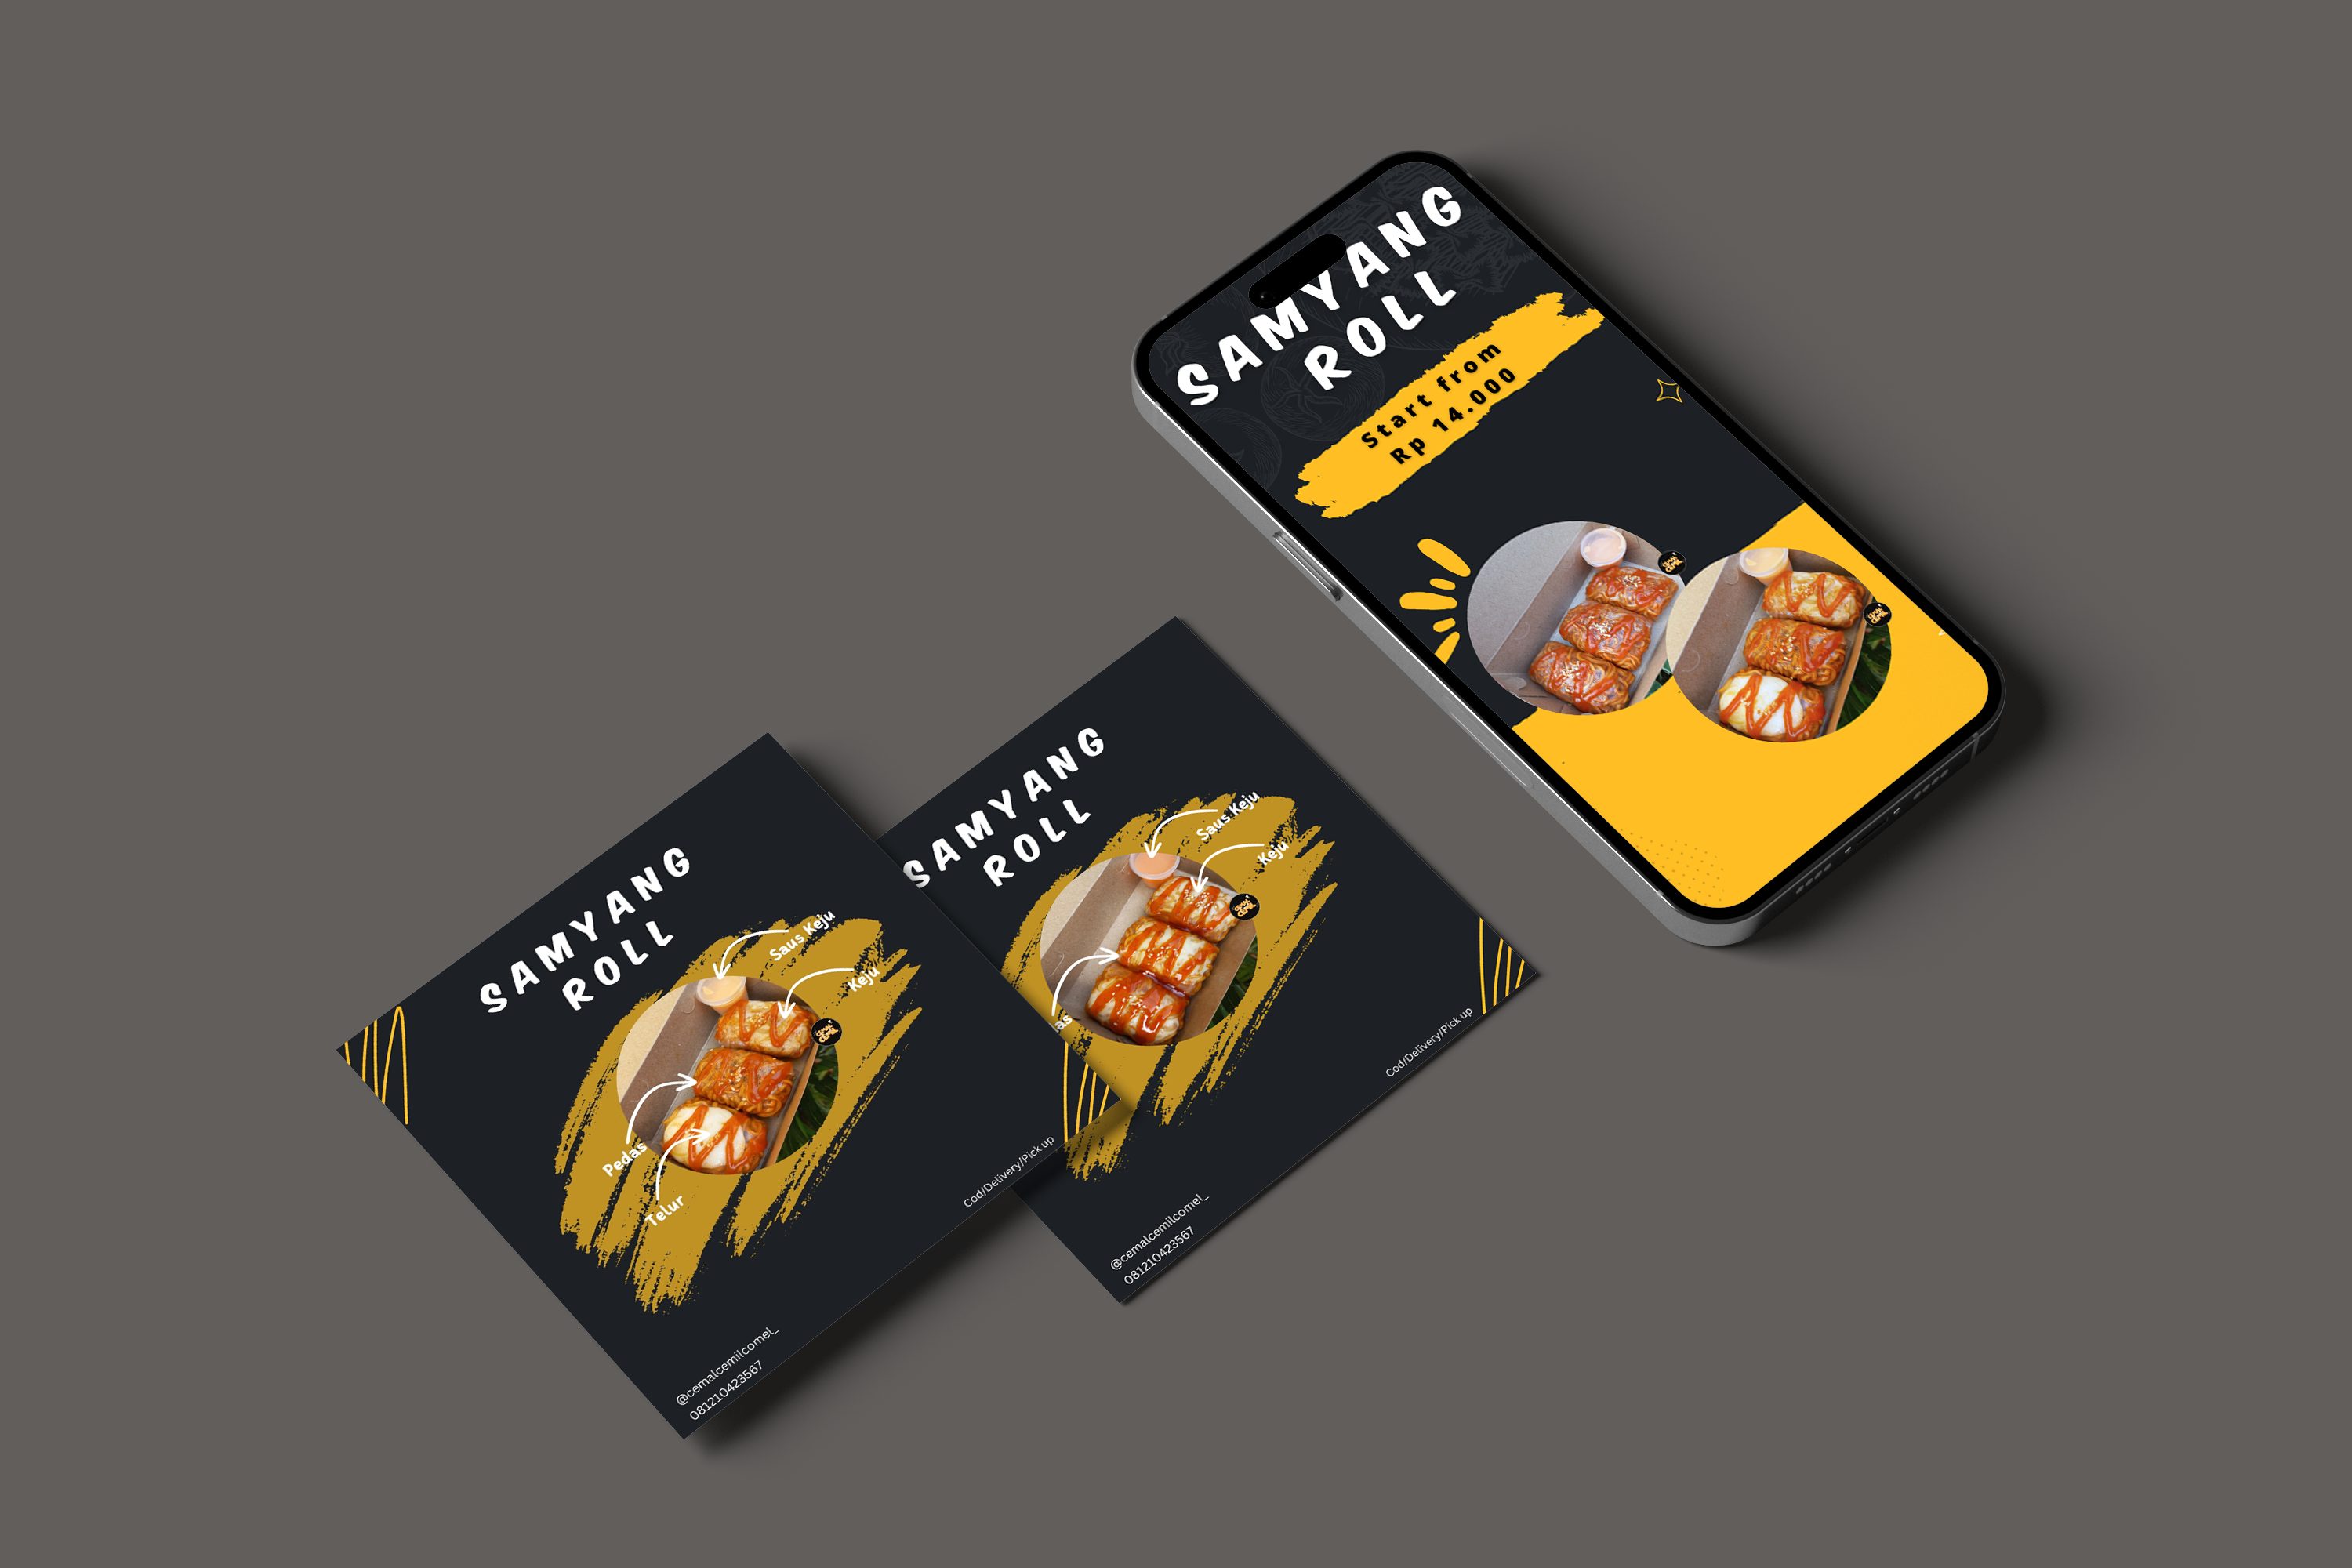 SAMYANG
ROLL
Start from
Rp 14.000
SAMYANG
ROLL
Saus Keju
Keju
as
Cod/Delivery/Pick up
@cemalcemilcomel_
081210423567
SAMYANG
ROLL
Saus Keju
Keju
Pedas
Telur
Cod/Delivery/Pick up
@cemalcemilcomel_
081210423567